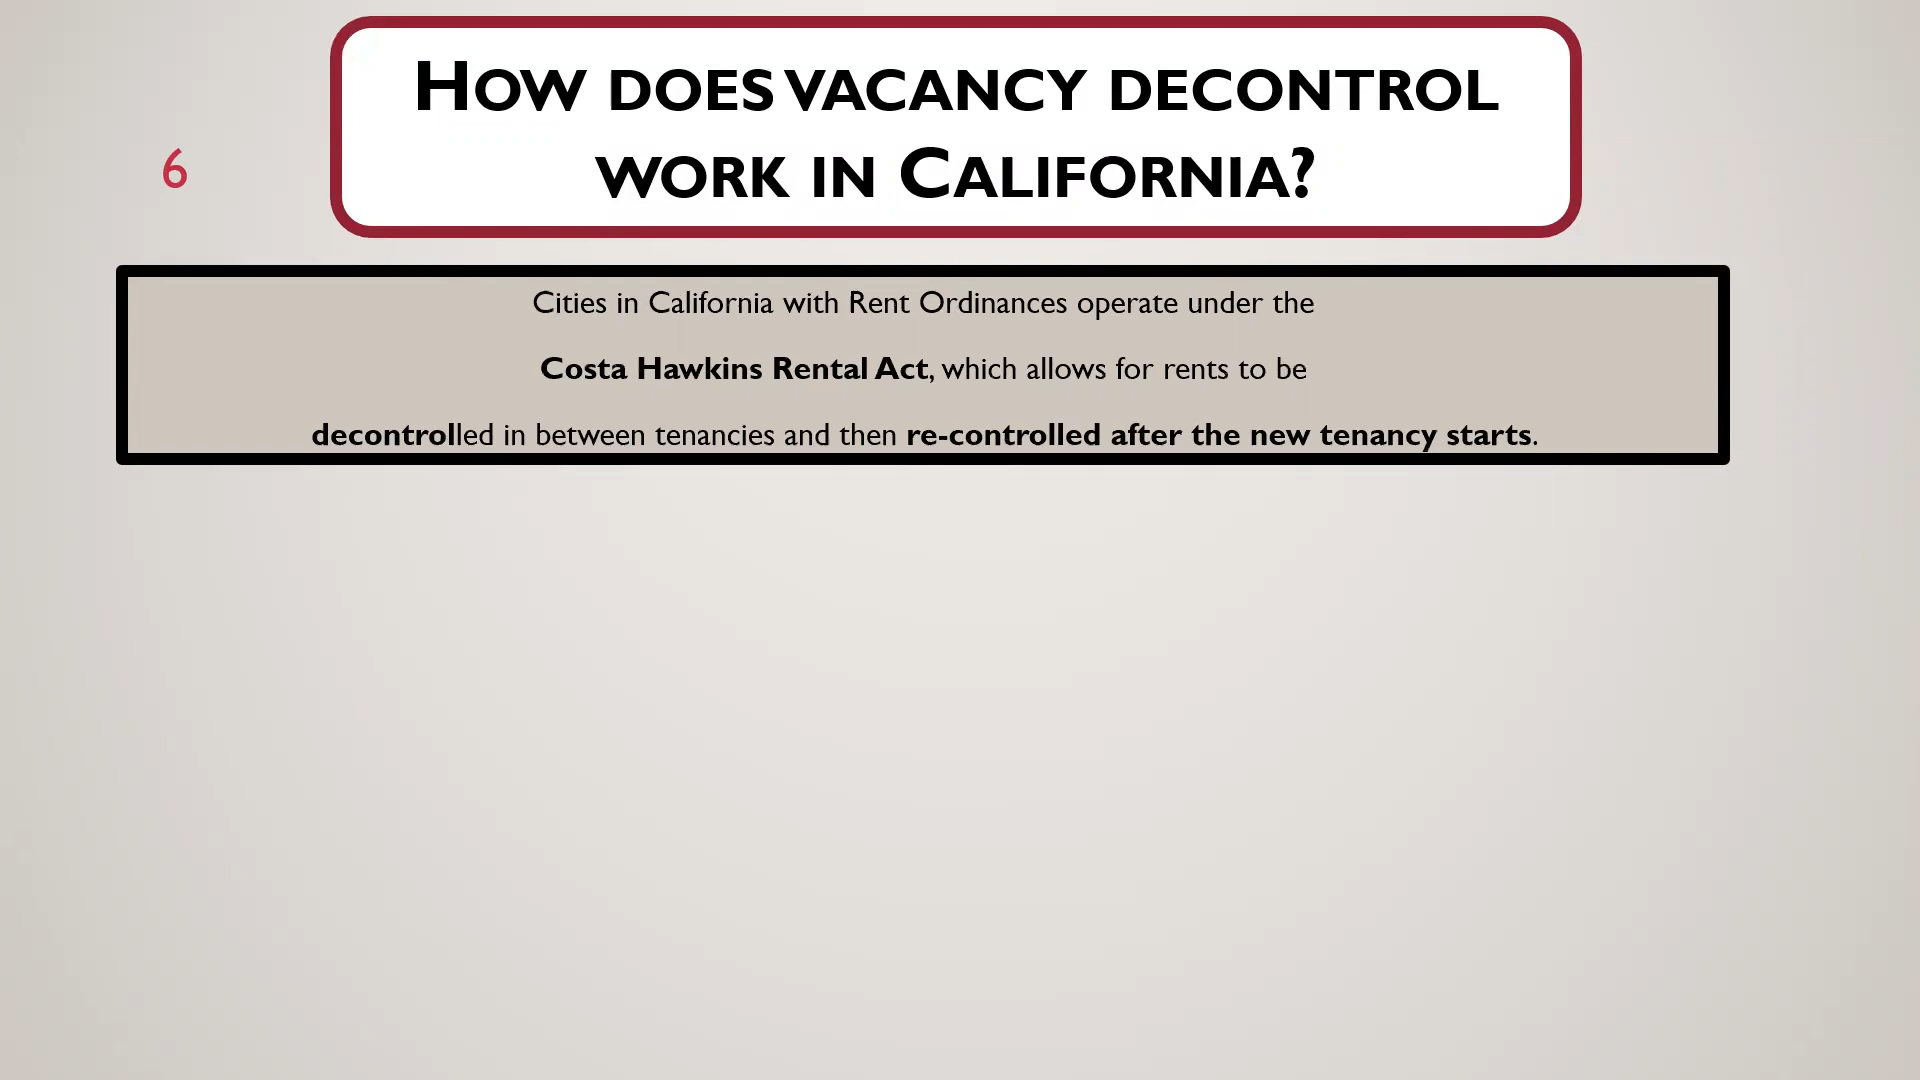 HOW DOES VACANCY DECONTROL
WORK IN CALIFORNIA?
6
Cities in California with Rent Ordinances operate under the
Costa Hawkins Rental Act, which allows for rents to be
decontrolled in between tenancies and then re-controlled after the new tenancy starts.